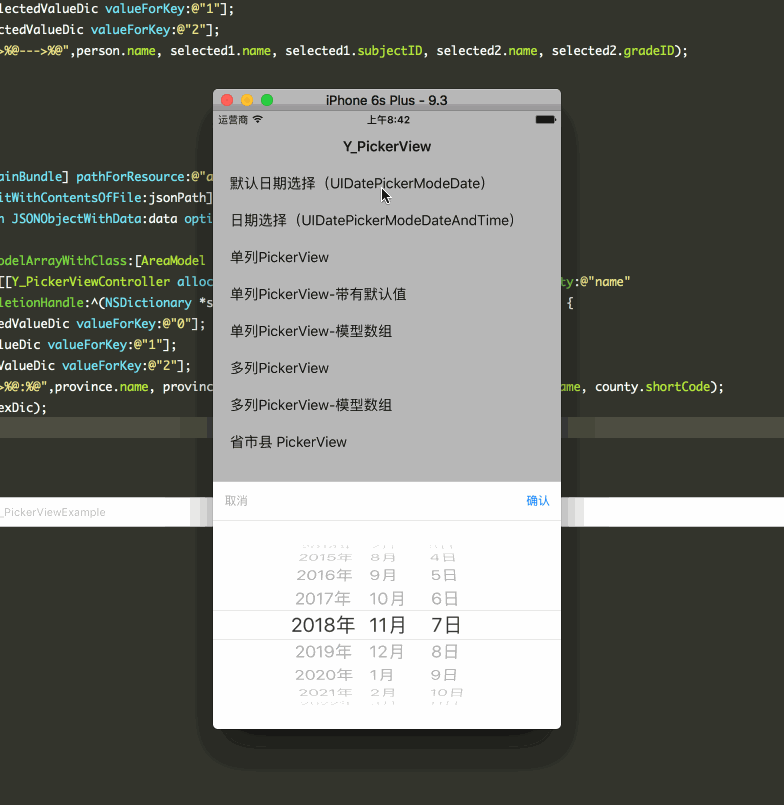 lectedValueDic valueForKey:@"1"];
ctedValueDic valueForKey:@"2"];
>%@--->%@",person.name, selected1.name, selected1.subjectID, selected2.name, selected2.gradeID);
iPhone 6s Plus - 9.3
运营商 上午8:42
Y_PickerView
ainBundle] pathForResource:@"a
默认日期选择（UIDatePickerModeDate）
itWithContentsOfFile:jsonPath]
n JSONObjectWithData:data opti
日期选择（UIDatePickerModeDateAndTime）
odelArrayWithClass:[AreaModel
单列PickerView
[[Y_PickerViewController alloc
ty:@"name"
单列PickerView-带有默认值
letionHandle:^(NSDictionary *s
{
edValueDic valueForKey:@"0"];
单列PickerView-模型数组
lueDic valueForKey:@"1"];
ValueDic valueForKey:@"2"];
多列PickerView
>%@:%@",province.name, provinc
ame, county.shortCode);
多列PickerView-模型数组
exDic);
省市县 PickerView
取消 确认
_PickerViewExample
2015年 8月 4日
2016年 9月 5日
2017年 10月 6日
2018年 11月 7日
2019年 12月 8日
2020年 1月 9日
2021年 2月 10日